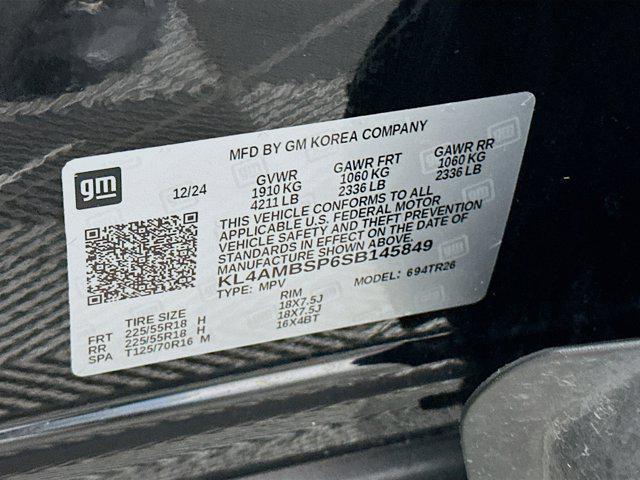 MFD BY GM KOREA COMPANY
gm
12/24
GVWR
1910 KG
4211 LB
GAWR FRT
1060 KG
2336 LB
GAWR RR
1060 KG
2336 LB
THIS VEHICLE CONFORMS TO ALL
APPLICABLE U.S. FEDERAL MOTOR
VEHICLE SAFETY AND THEFT PREVENTION
STANDARDS IN EFFECT ON THE DATE OF
MANUFACTURE SHOWN ABOVE.
KL4AMBSP6SB145849
TYPE: MPV
MODEL: 694TR26
TIRE SIZE
RIM
FRT 225/55R18 H 18X7.5J
RR 225/55R18 H 18X7.5J
SPA T125/70R16 M 16X4BT